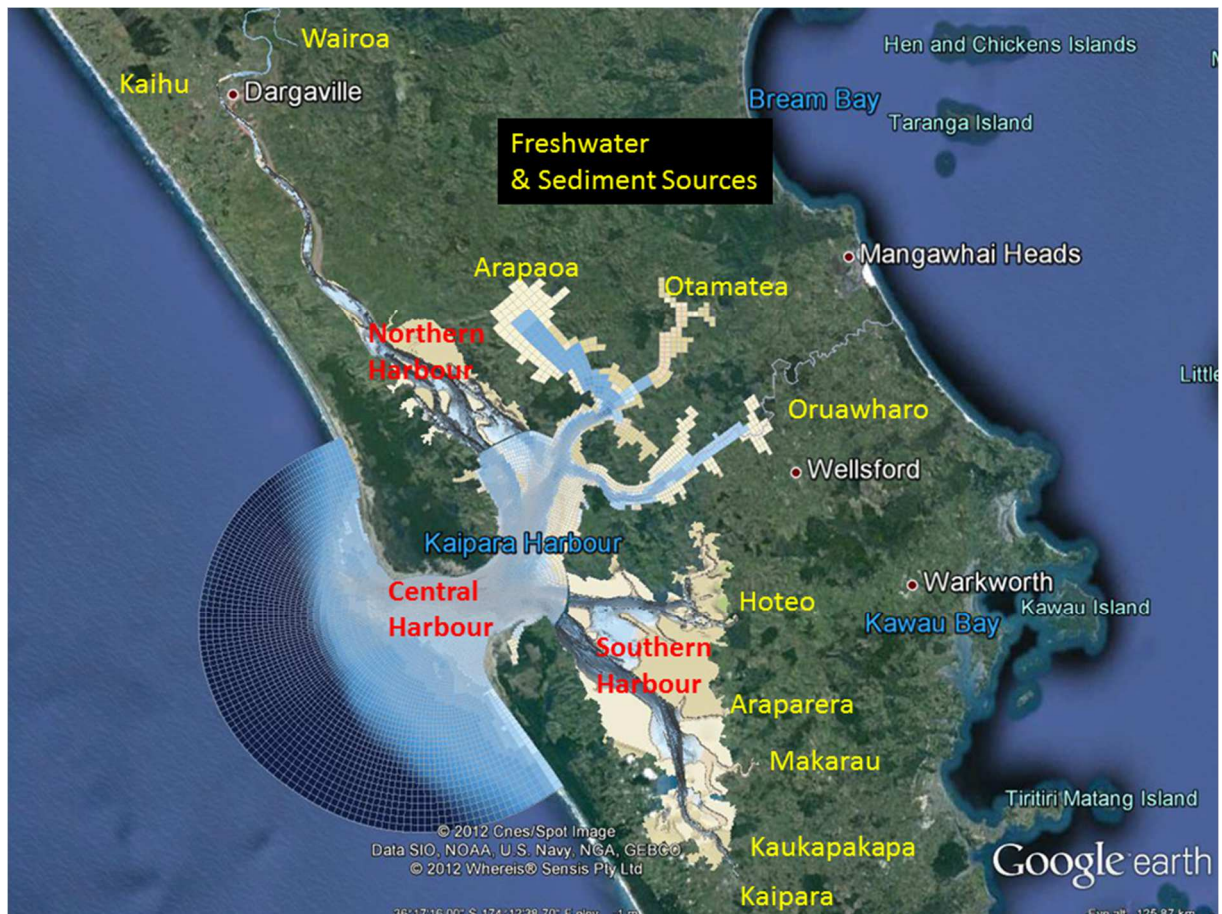 Wairoa
Hen and Chickens Islands
Kaihu
Dargaville
Bream Bay
Taranga Island
Freshwater
& Sediment Sources
Mangawhai Heads
Arapaoa
Otamatea
Northern
Harbour
Little
Oruawharo
Wellsford
Kaipara Harbour
Central
Harbour
Hoteo
Warkworth
Kawau Island
Kawau Bay
Southern
Harbour
Araparera
Makarau
Tiritiri Matang Island
© 2012 Cnes/Spot Image
Data SIO, NOAA, U.S. Navy, NGA, GEBCO
© 2012 Whereis® Sensis Pty Ltd
Kaukapakapa
Google earth
Kaipara